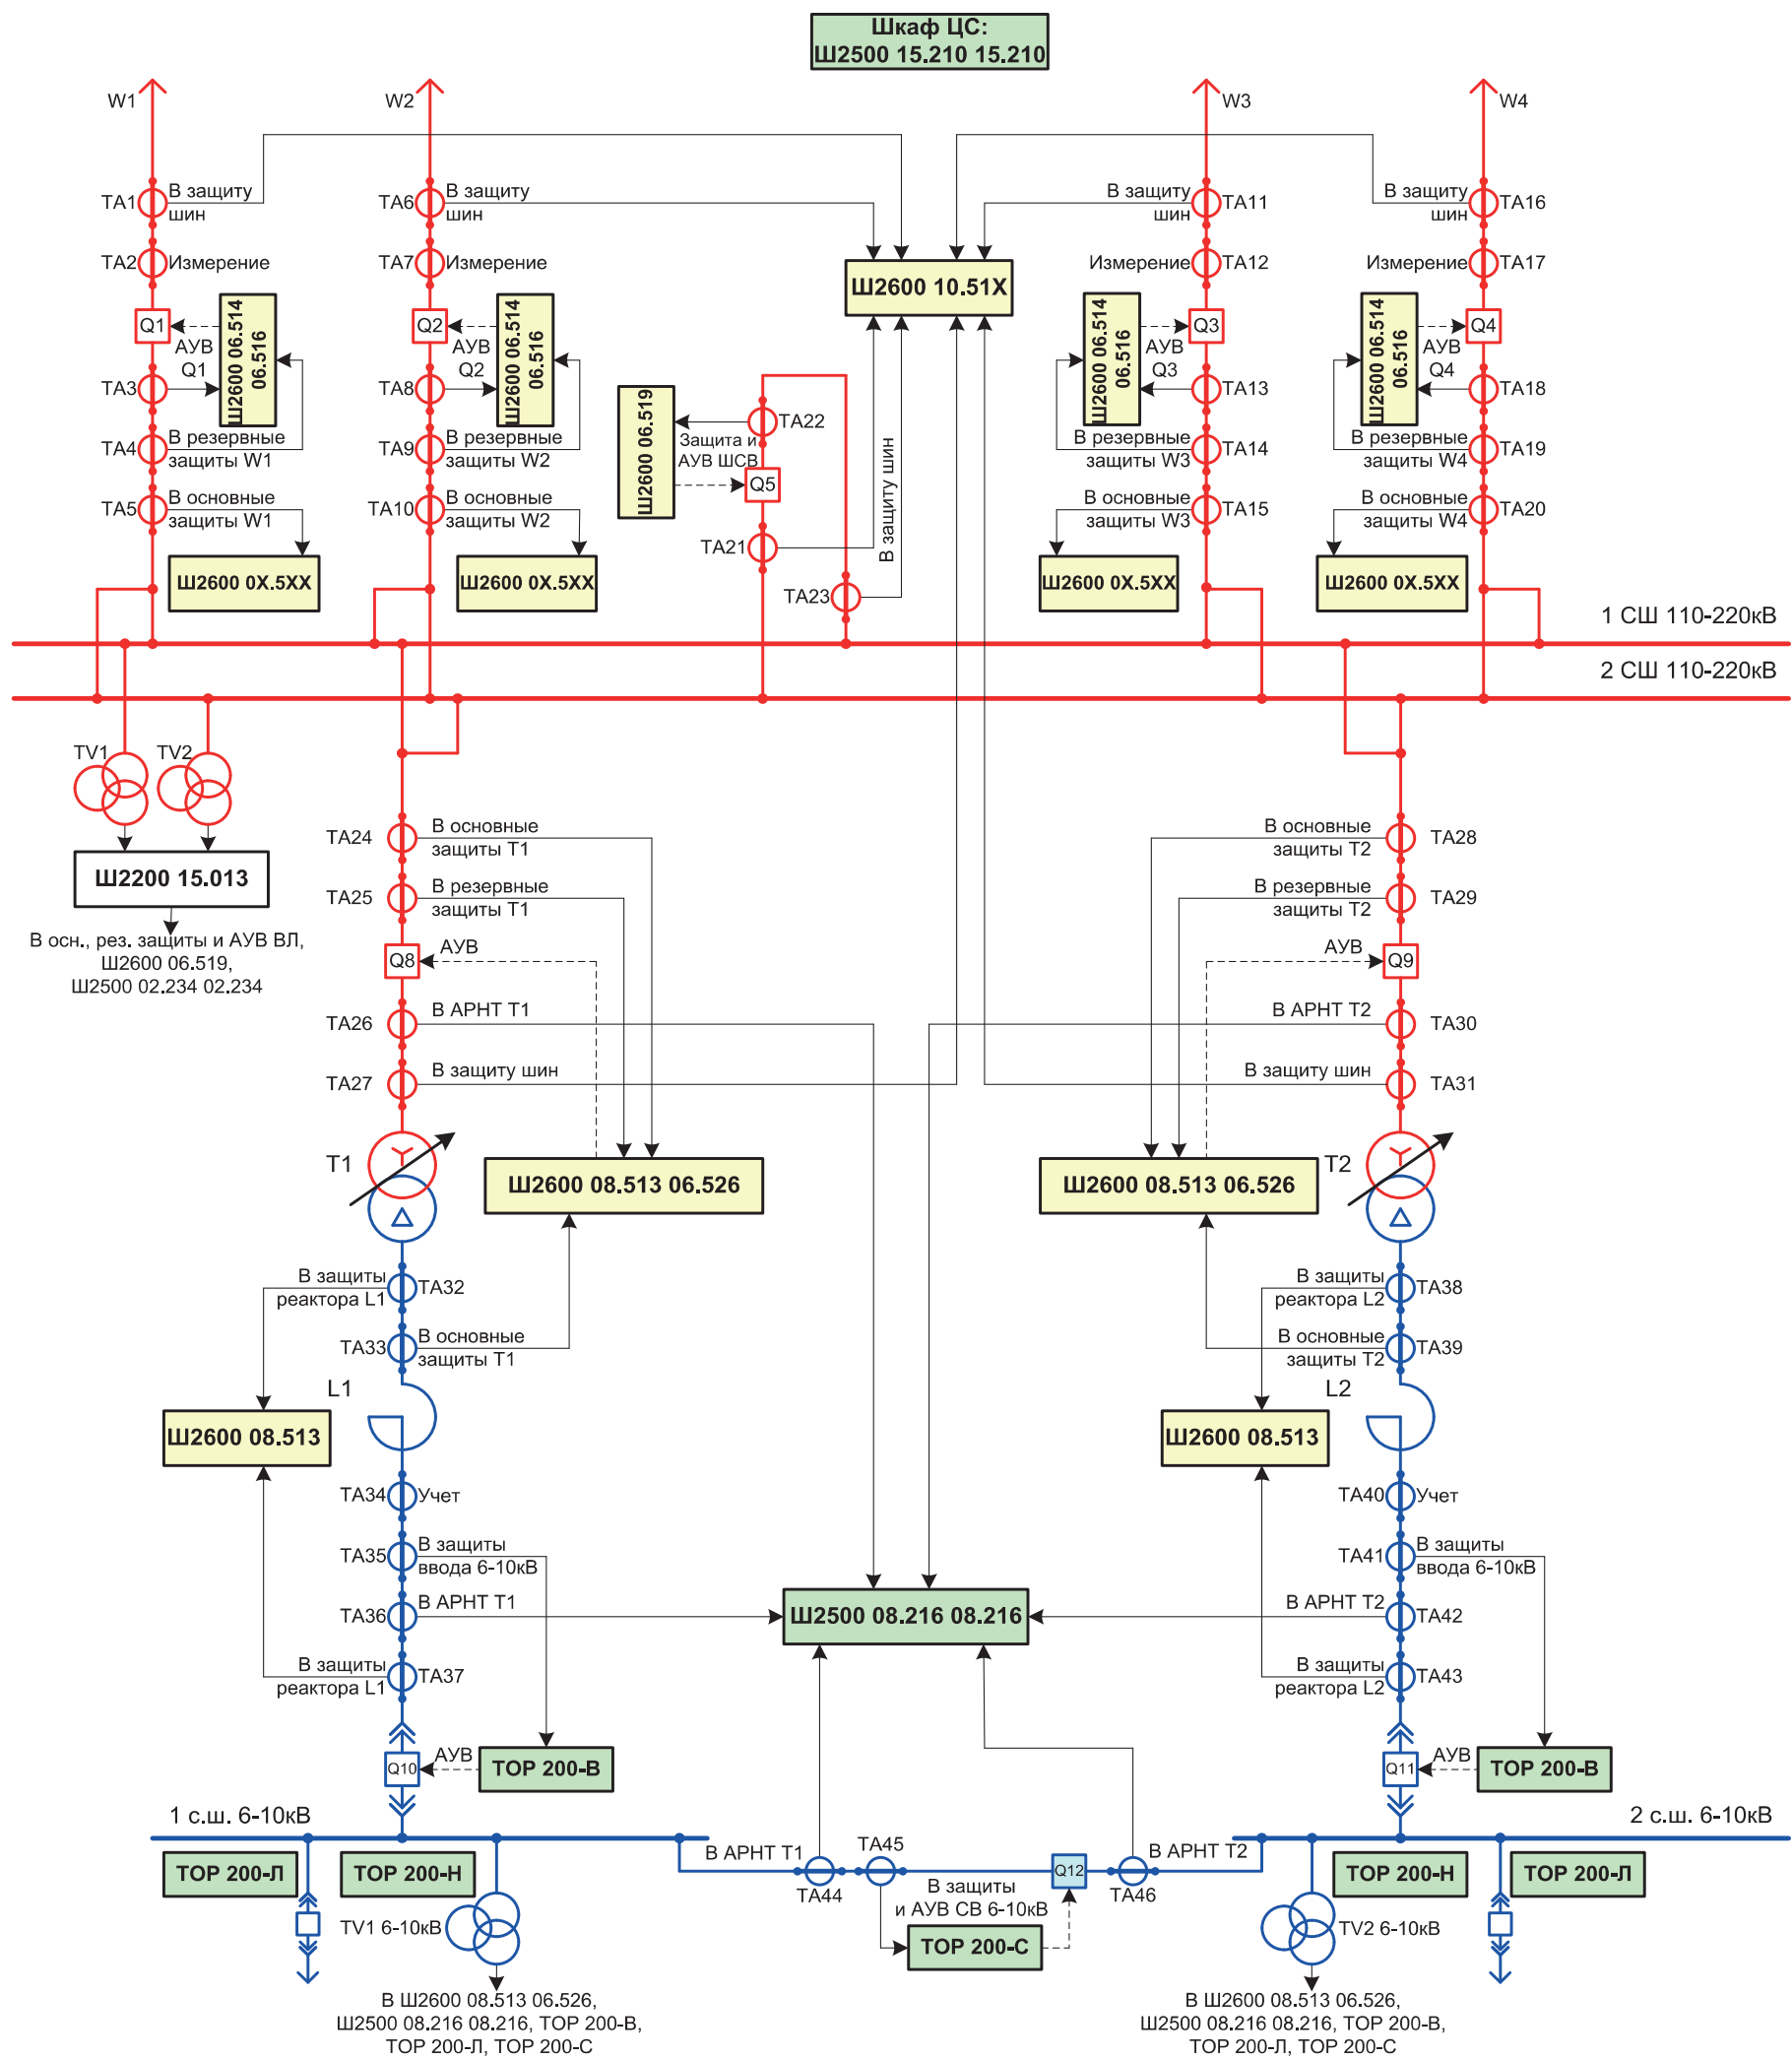 Шкаф ЦС:
Ш2500 15.210 15.210
W1
W2
W3
W4
TA1
В защиту
шин
TA6
В защиту
шин
В защиту
шин
TA11
В защиту
шин
TA16
TA2
Измерение
TA7
Измерение
Ш2600 10.51X
Измерение
TA12
Измерение
TA17
Q1
АУВ
Q1
Ш2600 06.514
06.516
Q2
АУВ
Q2
Ш2600 06.514
06.516
Ш2600 06.514
06.516
АУВ
Q3
Q3
Ш2600 06.514
06.516
АУВ
Q4
Q4
TA3
TA8
TA13
TA18
Ш2600 06.519
TA22
Защита и
АУВ ШСВ
Q5
В защиту шин
TA4
В резервные
защиты W1
TA9
В резервные
защиты W2
В резервные
защиты W3
TA14
В резервные
защиты W4
TA19
TA5
В основные
защиты W1
TA10
В основные
защиты W2
В основные
защиты W3
TA15
В основные
защиты W4
TA20
TA21
TA23
Ш2600 0X.5XX
Ш2600 0X.5XX
Ш2600 0X.5XX
Ш2600 0X.5XX
1 СШ 110-220кВ
2 СШ 110-220кВ
TV1
TV2
Ш2200 15.013
В осн., рез. защиты и АУВ ВЛ,
Ш2600 06.519,
Ш2500 02.234 02.234
TA24
В основные
защиты Т1
В основные
защиты Т2
TA28
TA25
В резервные
защиты Т1
В резервные
защиты Т2
TA29
Q8
АУВ
АУВ
Q9
TA26
В АРНТ Т1
В АРНТ Т2
TA30
TA27
В защиту шин
В защиту шин
TA31
T1
Ш2600 08.513 06.526
Ш2600 08.513 06.526
T2
В защиты
реактора L1
TA32
В защиты
реактора L2
TA38
TA33
В основные
защиты Т1
В основные
защиты Т2
TA39
L1
L2
Ш2600 08.513
Ш2600 08.513
TA34
Учет
TA40
Учет
TA35
В защиты
ввода 6-10кВ
TA41
В защиты
ввода 6-10кВ
TA36
В АРНТ Т1
Ш2500 08.216 08.216
В АРНТ Т2
TA42
В защиты
реактора L1
TA37
В защиты
реактора L2
TA43
Q10
АУВ
ТОР 200-В
Q11
АУВ
ТОР 200-В
1 с.ш. 6-10кВ
2 с.ш. 6-10кВ
ТОР 200-Л
ТОР 200-Н
В АРНТ Т1
TA44
TA45
Q12
TA46
В АРНТ Т2
ТОР 200-Н
ТОР 200-Л
В защиты
и АУВ СВ 6-10кВ
ТОР 200-С
TV1 6-10кВ
TV2 6-10кВ
В Ш2600 08.513 06.526,
Ш2500 08.216 08.216, ТОР 200-В,
ТОР 200-Л, ТОР 200-С
В Ш2600 08.513 06.526,
Ш2500 08.216 08.216, ТОР 200-В,
ТОР 200-Л, ТОР 200-С